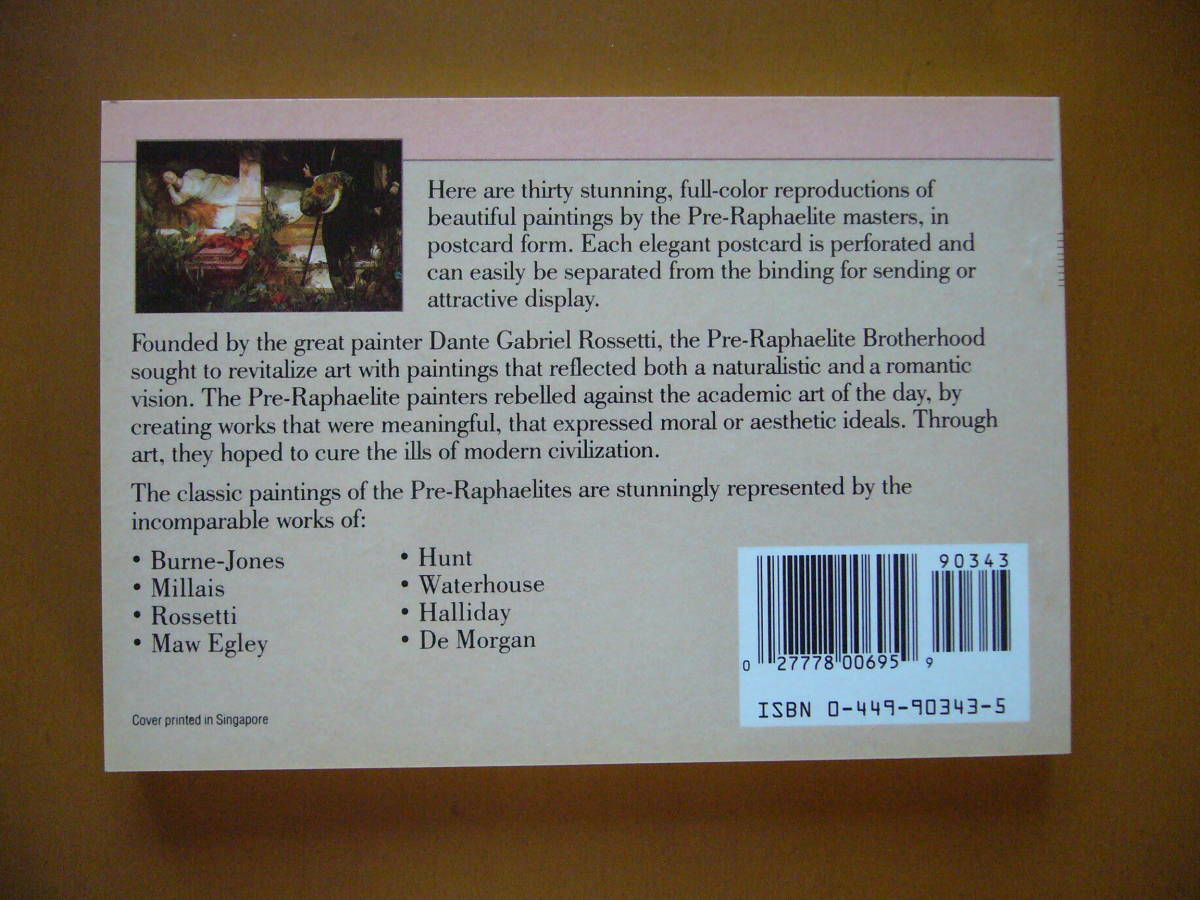 Here are thirty stunning, full-color reproductions of
beautiful paintings by the Pre-Raphaelite masters, in
postcard form. Each elegant postcard is perforated and
can easily be separated from the binding for sending or
attractive display.
Founded by the great painter Dante Gabriel Rossetti, the Pre-Raphaelite Brotherhood
sought to revitalize art with paintings that reflected both a naturalistic and a romantic
vision. The Pre-Raphaelite painters rebelled against the academic art of the day, by
creating works that were meaningful, that expressed moral or aesthetic ideals. Through
art, they hoped to cure the ills of modern civilization.
The classic paintings of the Pre-Raphaelites are stunningly represented by the
incomparable works of:
• Burne-Jones
• Millais
• Rossetti
• Maw Egley
• Hunt
• Waterhouse
• Halliday
• De Morgan
Cover printed in Singapore
90343
0 27778 00695 9
ISBN 0-449-90343-5